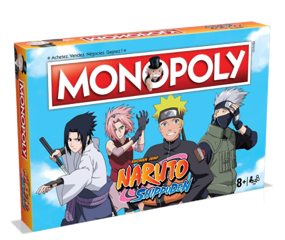 Achetez, Vendez, Négociez, Gagnez !
MONOPOLY
NARUTO
SHIPPUDEN
8+